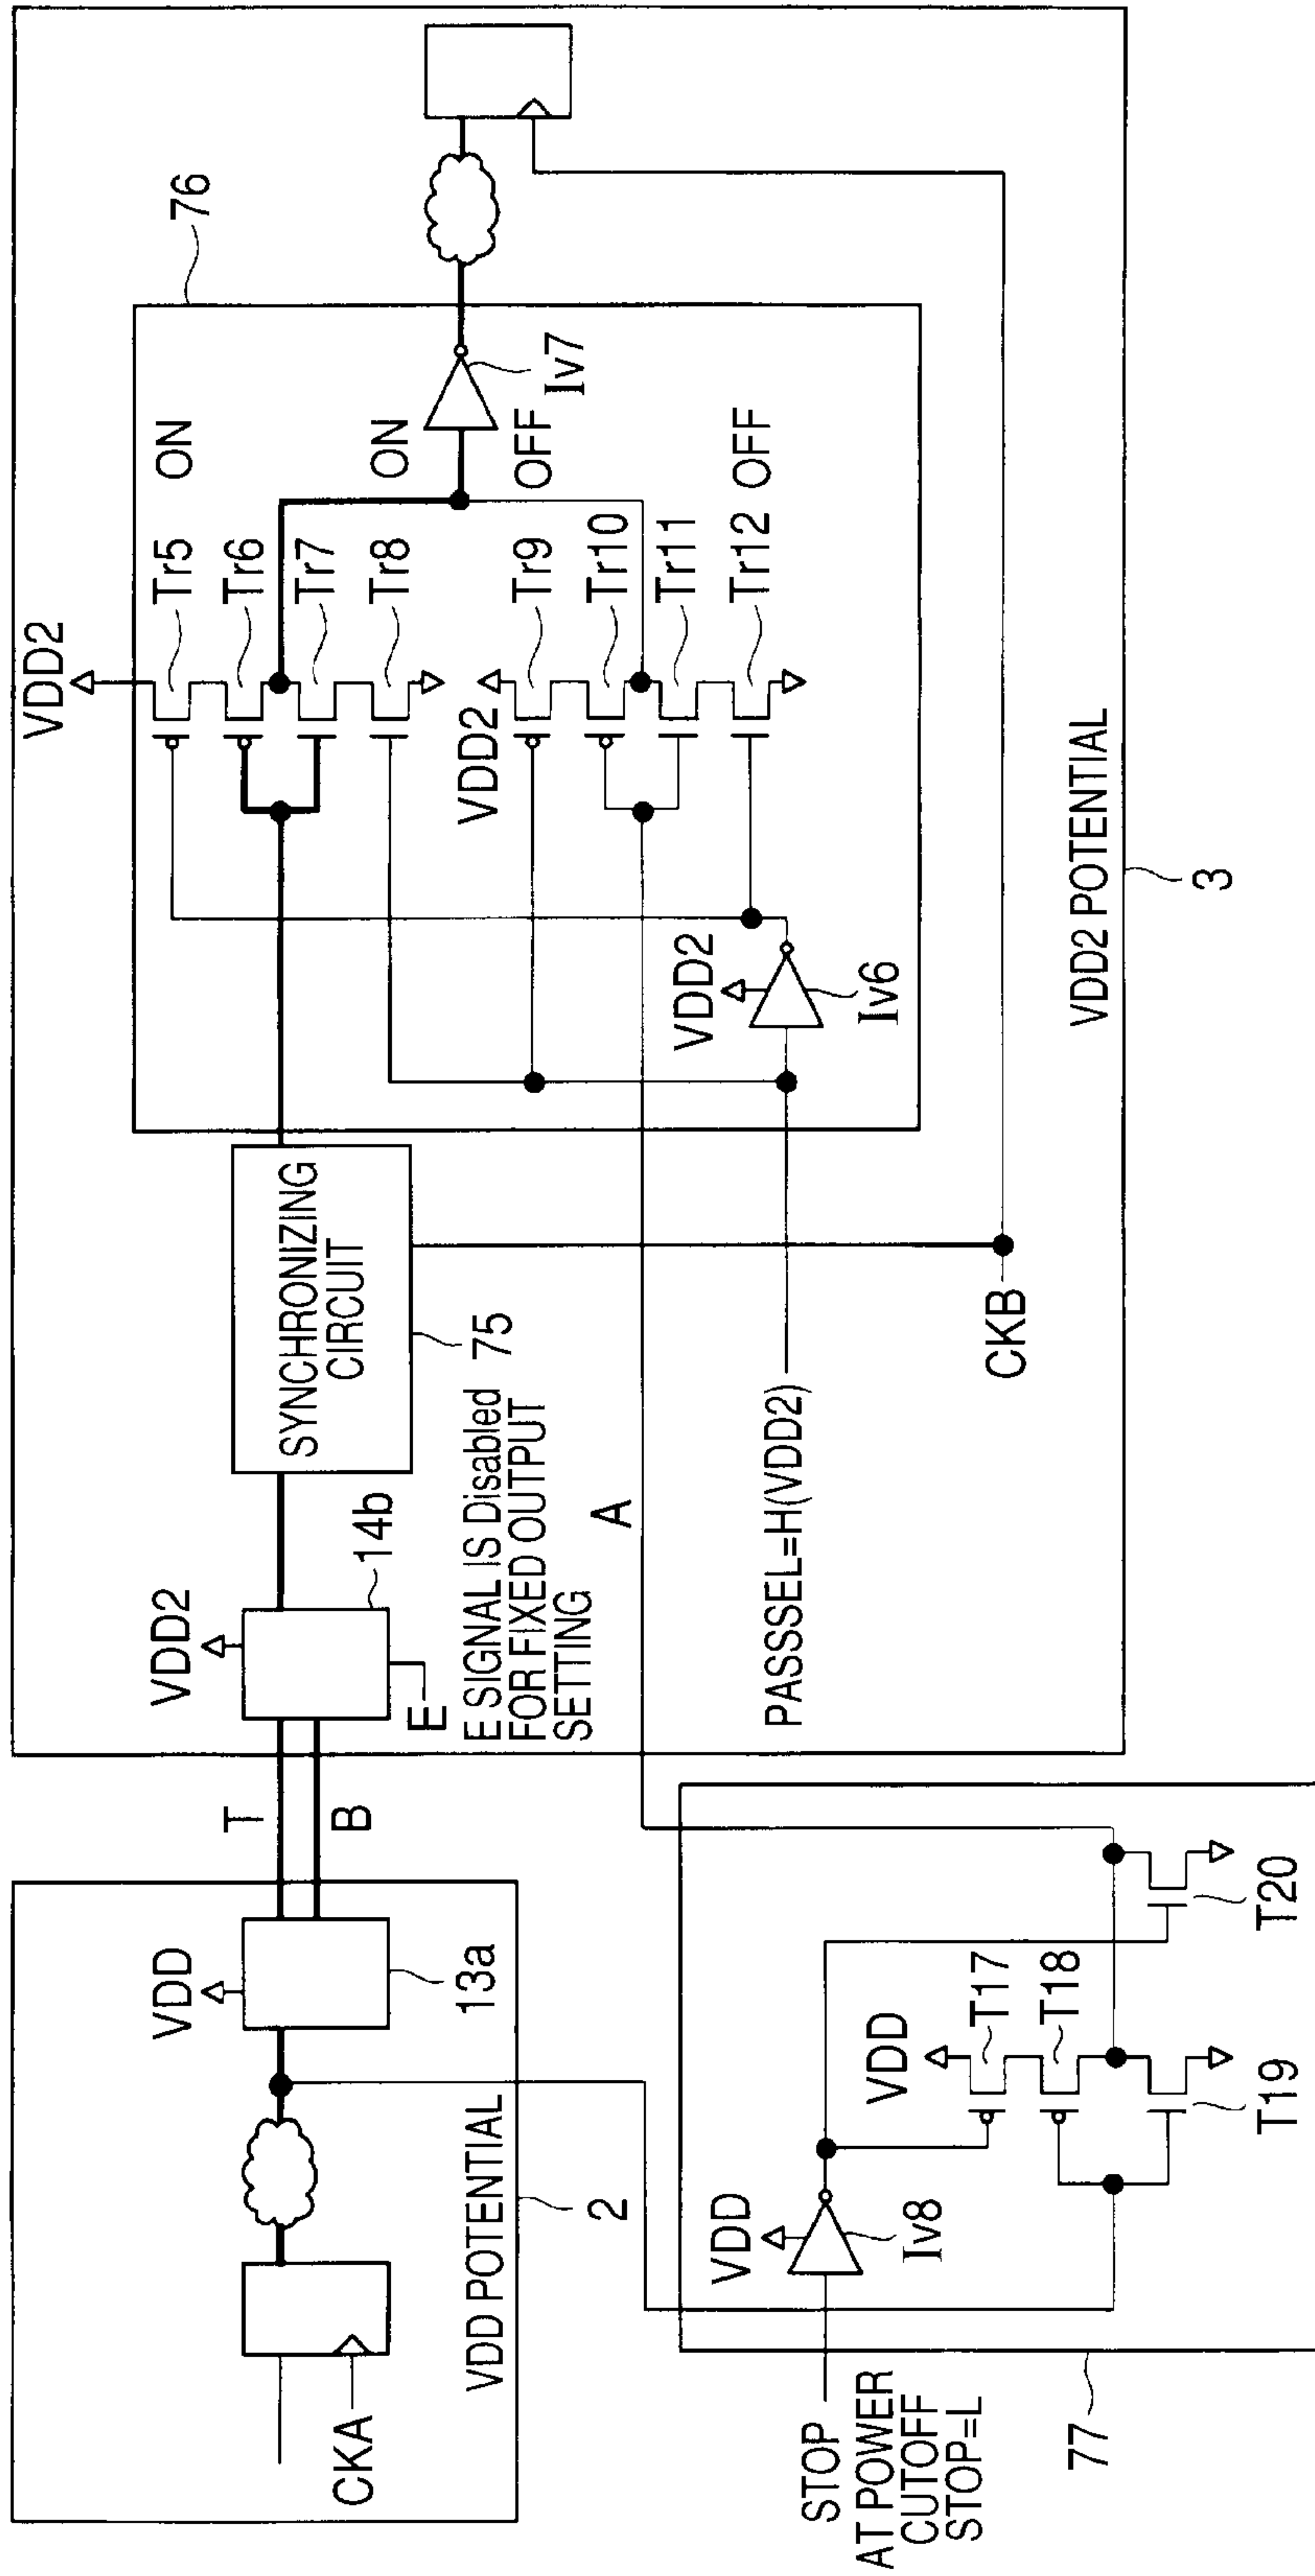 VDD
13a
CKA
VDD POTENTIAL
2
T
B
VDD2
14b
E
E SIGNAL IS Disabled
FOR FIXED OUTPUT
SETTING
SYNCHRONIZING
CIRCUIT
75
76
VDD2
Tr5
ON
Tr6
Tr7
Tr8
ON
Iv7
VDD2
Tr9
OFF
Tr10
Tr11
Tr12
OFF
VDD2
Iv6
A
PASSSEL=H(VDD2)
CKB
VDD2 POTENTIAL
3
STOP
AT POWER
CUTOFF
STOP=L
VDD
Iv8
VDD
T17
T18
T19
T20
77